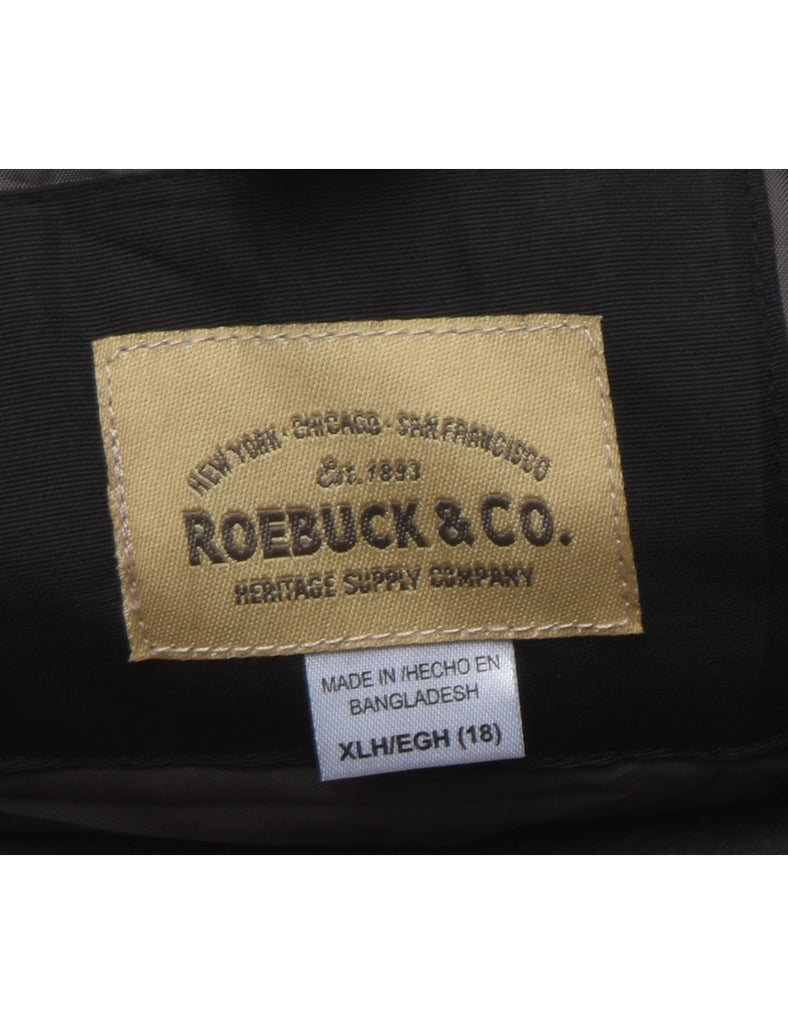 NEW YORK · CHICAGO · SAN FRANCISCO
Est. 1893
ROEBUCK & CO.
HERITAGE SUPPLY COMPANY
MADE IN /HECHO EN
BANGLADESH
XLH/EGH (18)